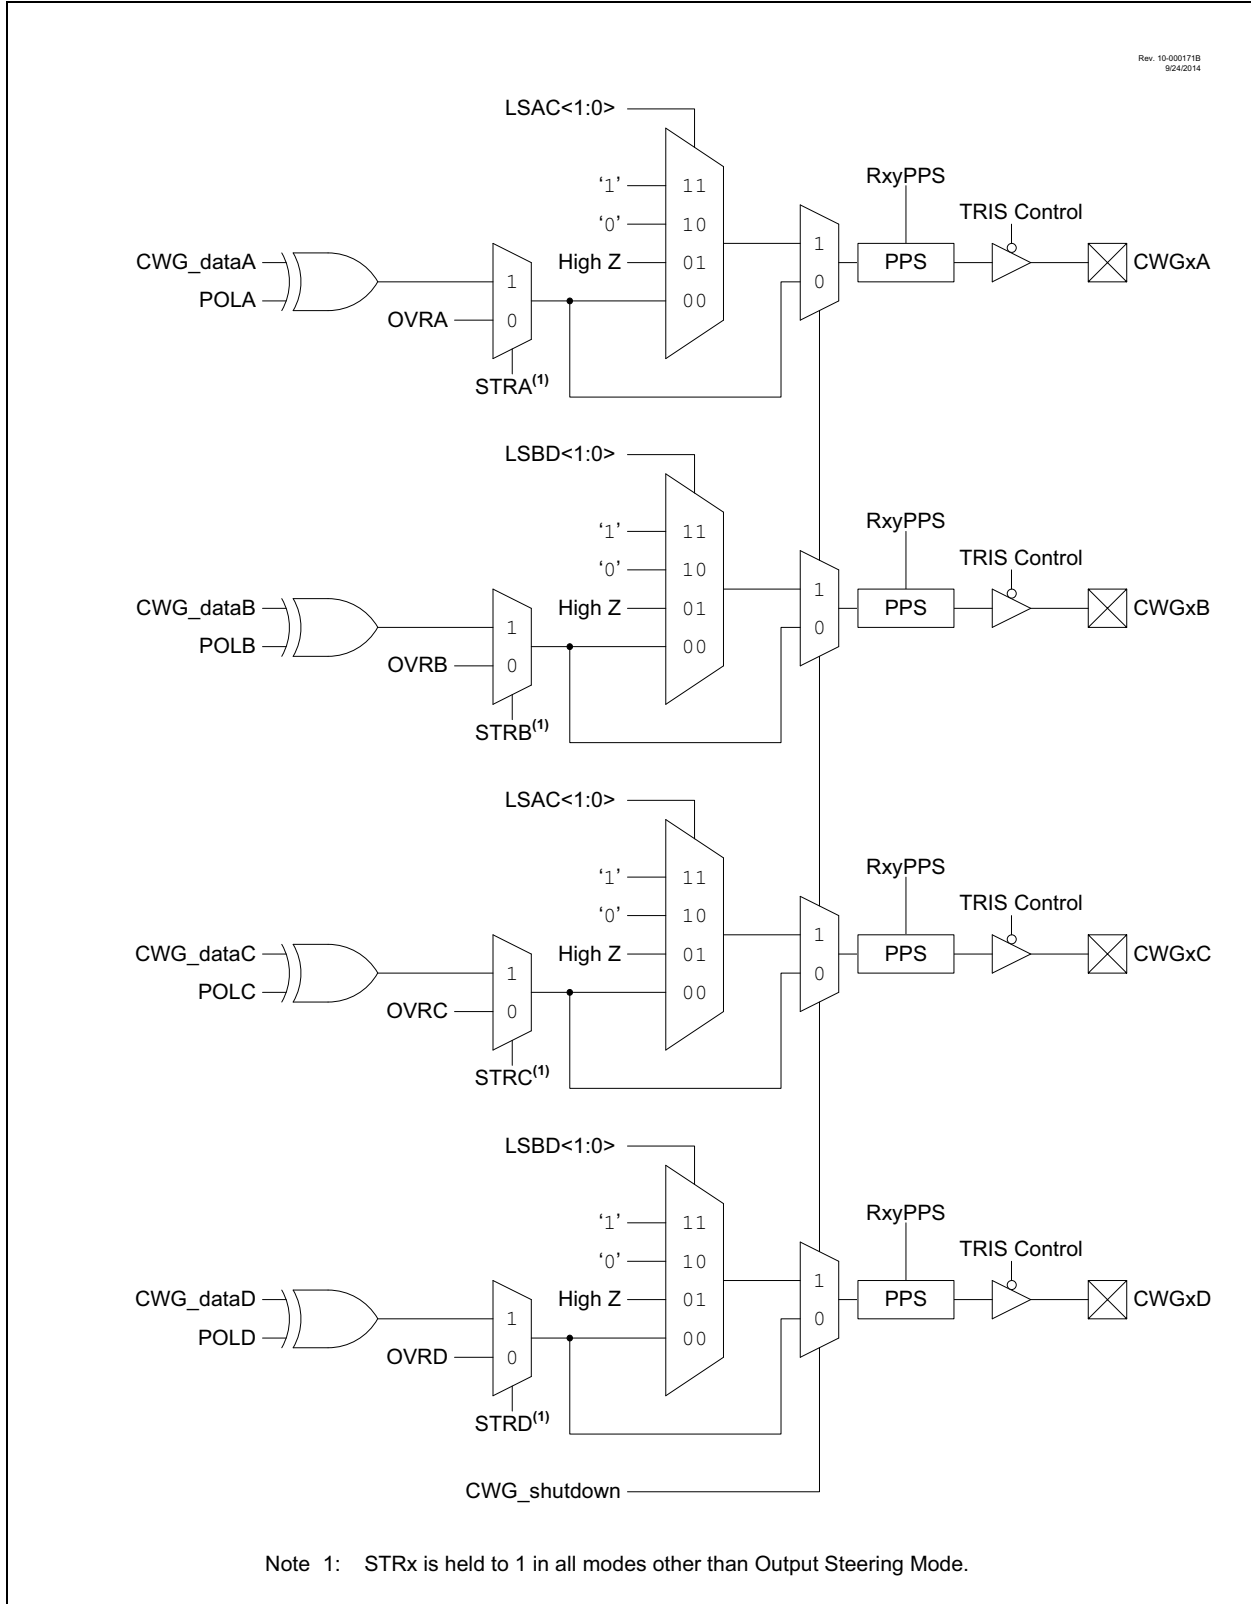 Rev. 10-000171B
9/24/2014
LSAC<1:0>
RxyPPS
‘1’ 11
TRIS Control
‘0’ 10
1
CWG_dataA
High Z 01
PPS
CWGxA
1
0
POLA
00
OVRA
0
STRA(1)
LSBD<1:0>
RxyPPS
‘1’ 11
TRIS Control
‘0’ 10
1
CWG_dataB
High Z 01
PPS
CWGxB
1
0
POLB
00
OVRB
0
STRB(1)
LSAC<1:0>
RxyPPS
‘1’ 11
TRIS Control
‘0’ 10
1
CWG_dataC
High Z 01
PPS
CWGxC
1
0
POLC
00
OVRC
0
STRC(1)
LSBD<1:0>
RxyPPS
‘1’ 11
TRIS Control
‘0’ 10
1
CWG_dataD
High Z 01
PPS
CWGxD
1
0
POLD
00
OVRD
0
STRD(1)
CWG_shutdown
Note 1: STRx is held to 1 in all modes other than Output Steering Mode.